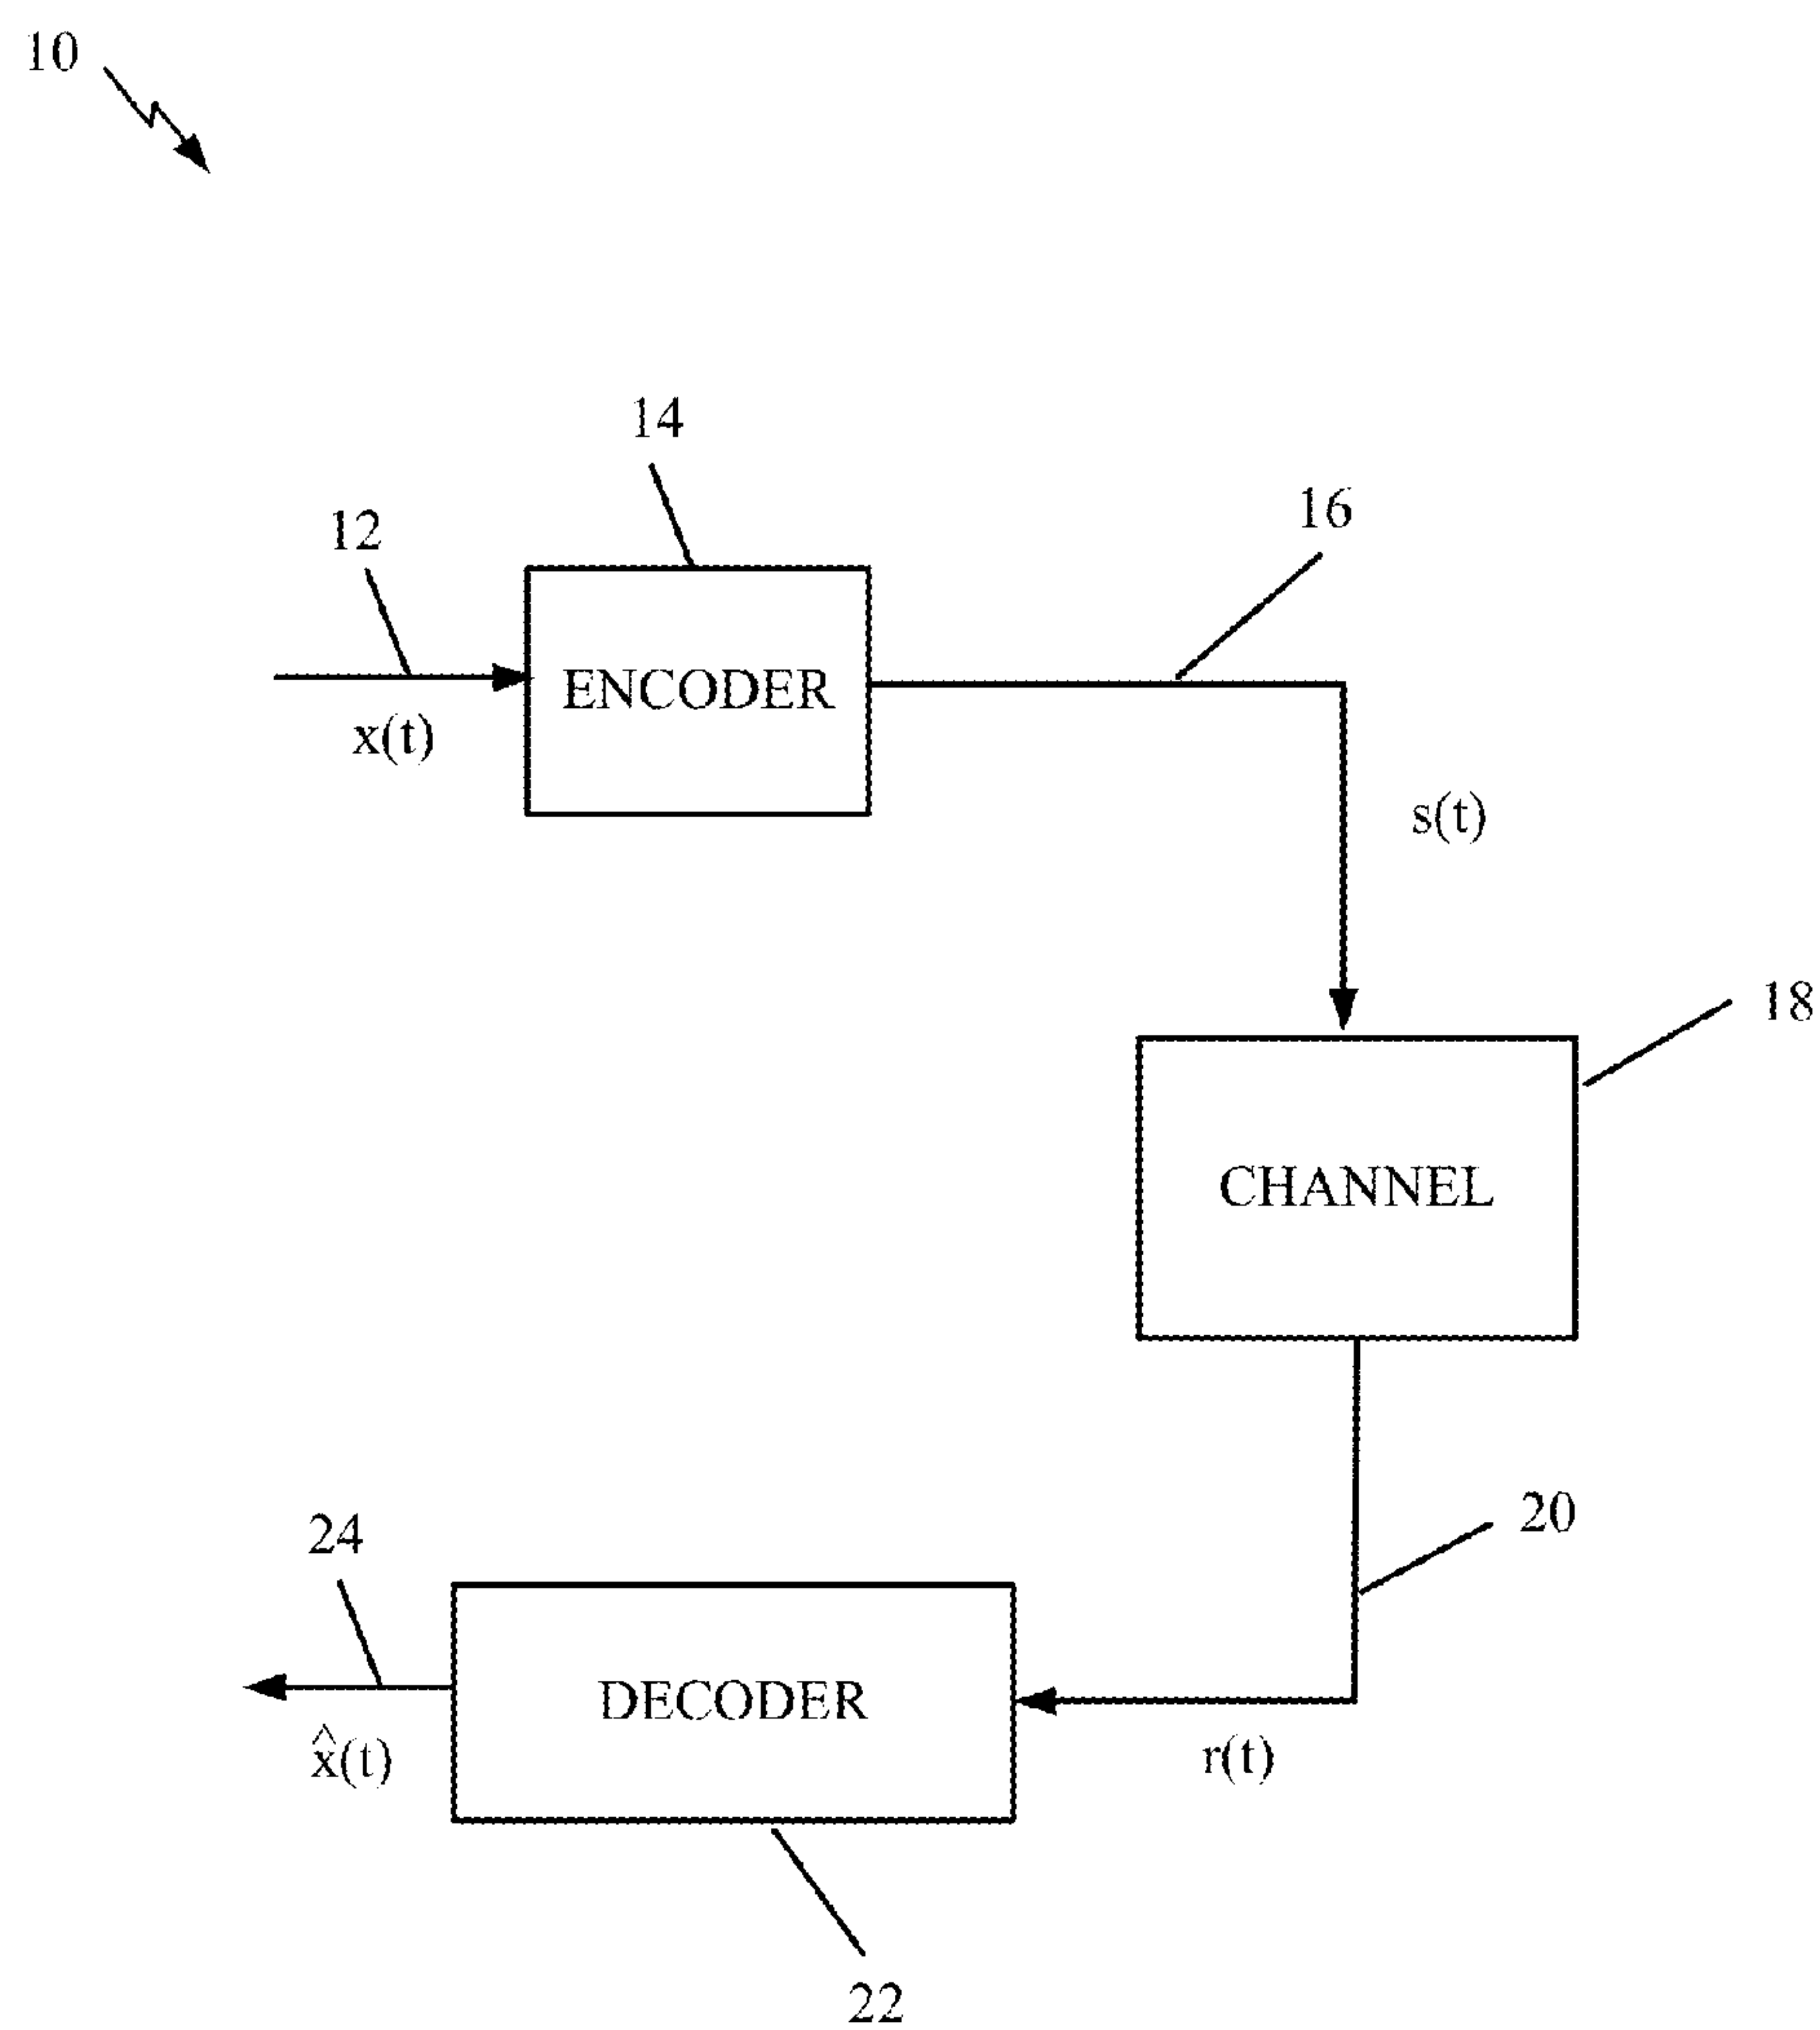 10
14
16
12
ENCODER
x(t)
s(t)
18
CHANNEL
20
24
DECODER
x̂(t)
r(t)
22